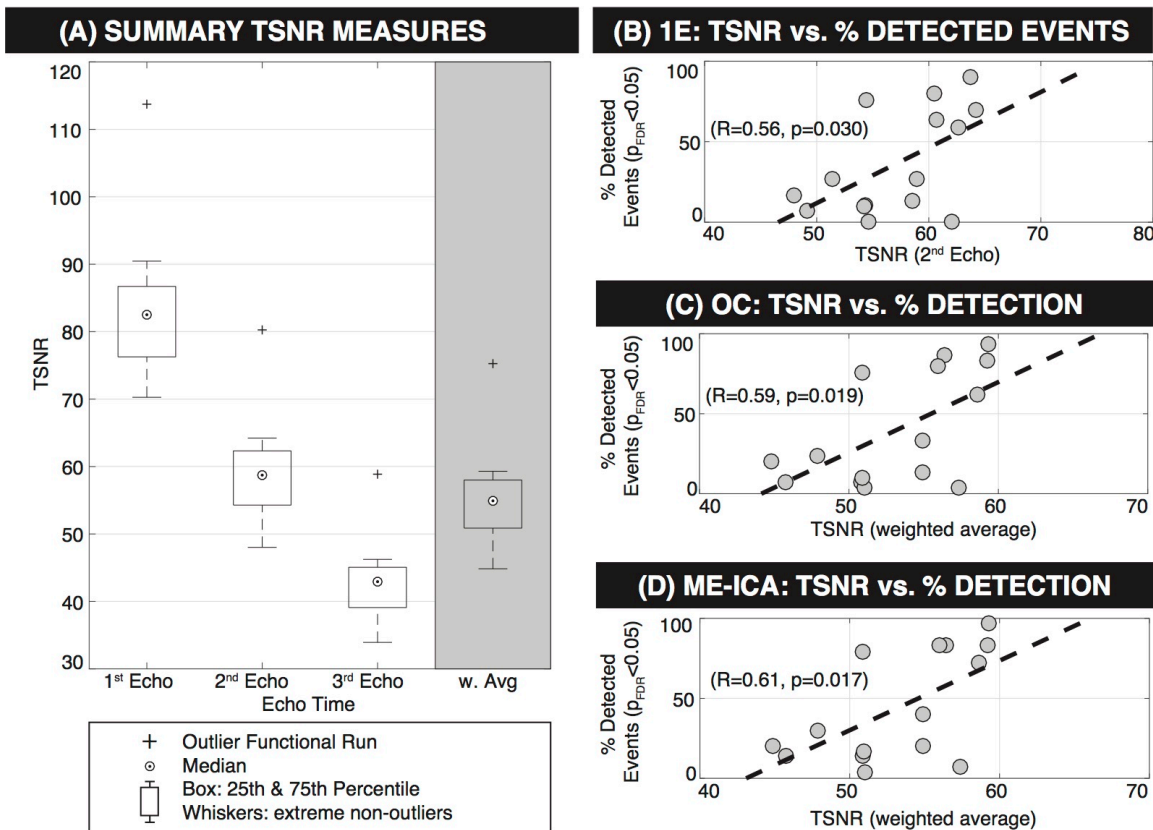 (A) SUMMARY TSNR MEASURES
120
110
100
90
80
70
60
50
40
30
TSNR
1st Echo
2nd Echo
3rd Echo
w. Avg
Echo Time
Outlier Functional Run
Median
Box: 25th & 75th Percentile
Whiskers: extreme non-outliers
(B) 1E: TSNR vs. % DETECTED EVENTS
% Detected
Events (pFDR<0.05)
100
50
0
(R=0.56, p=0.030)
40
50
60
70
80
TSNR (2nd Echo)
(C) OC: TSNR vs. % DETECTION
% Detected
Events (pFDR<0.05)
100
50
0
(R=0.59, p=0.019)
40
50
60
70
TSNR (weighted average)
(D) ME-ICA: TSNR vs. % DETECTION
% Detected
Events (pFDR<0.05)
100
50
0
(R=0.61, p=0.017)
40
50
60
70
TSNR (weighted average)